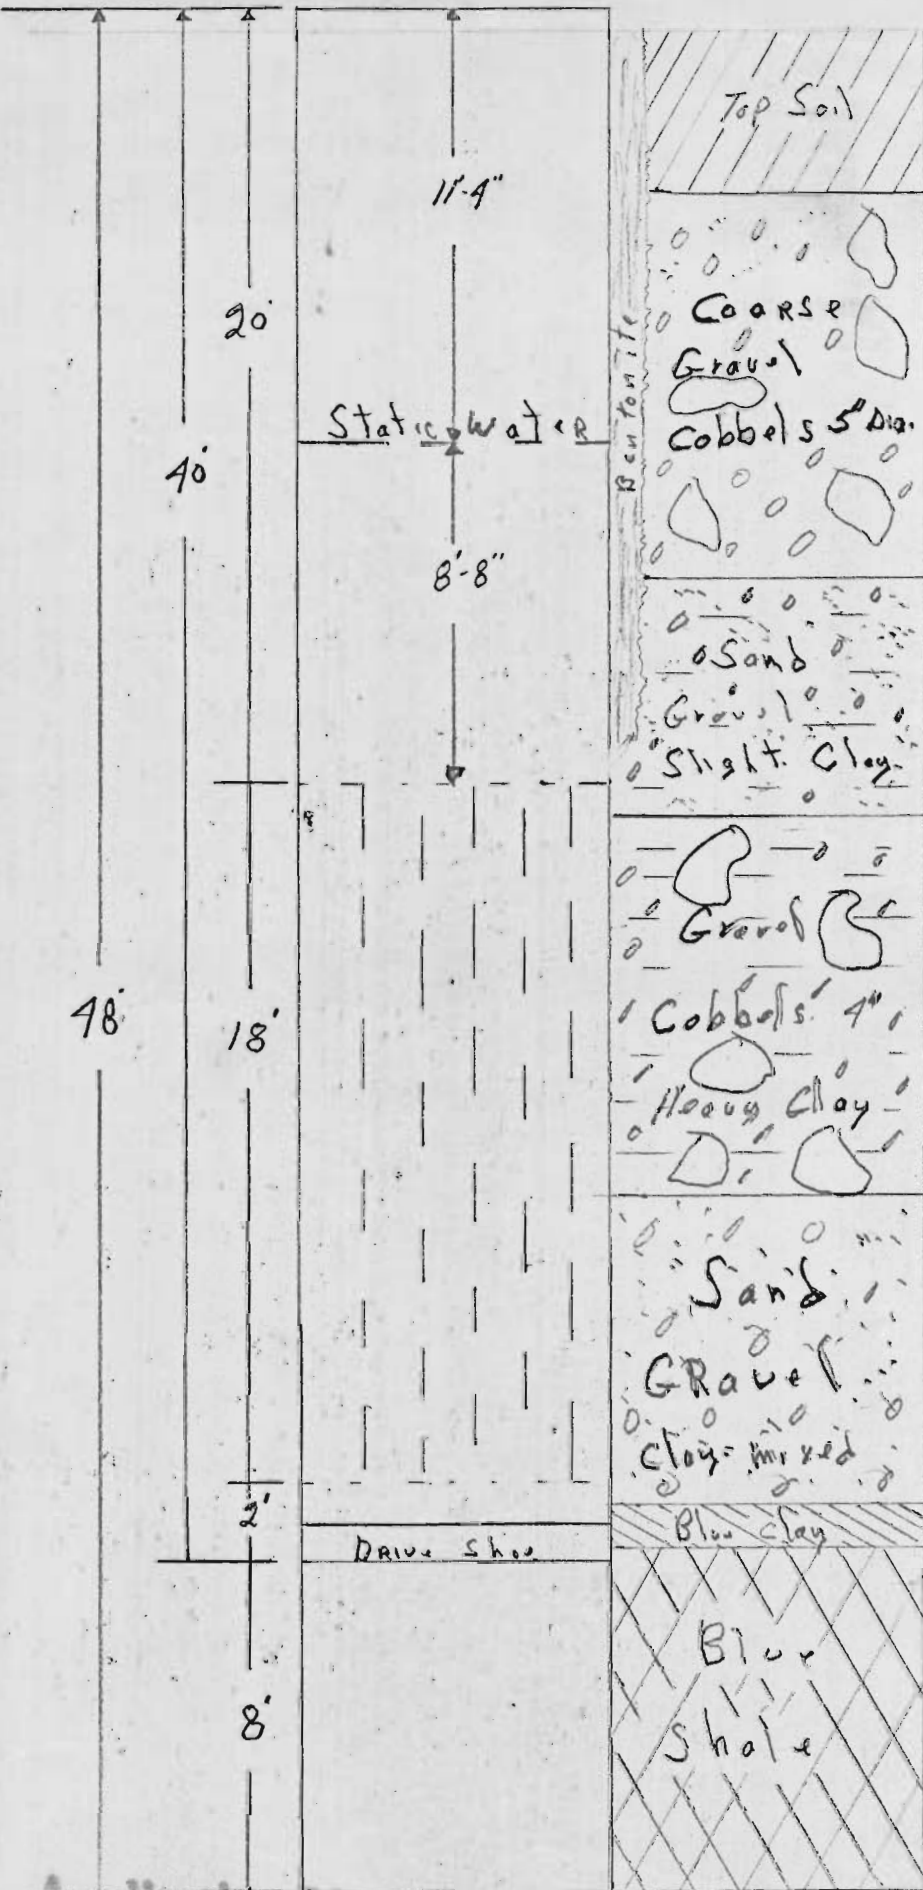 Top Soil
11'-4"
20'
Coarse
Gravel
Cobbels 5" Dia.
Static Water
Bentonite
40'
8'-8"
Sand
Gravel
Slight Clay
Gravel
48'
18'
Cobbels 4"
Heavy Clay
Sand
GRavel
Clay-mixed
2'
Blue Clay
DRIVe Shoe
Blue
8'
Shale